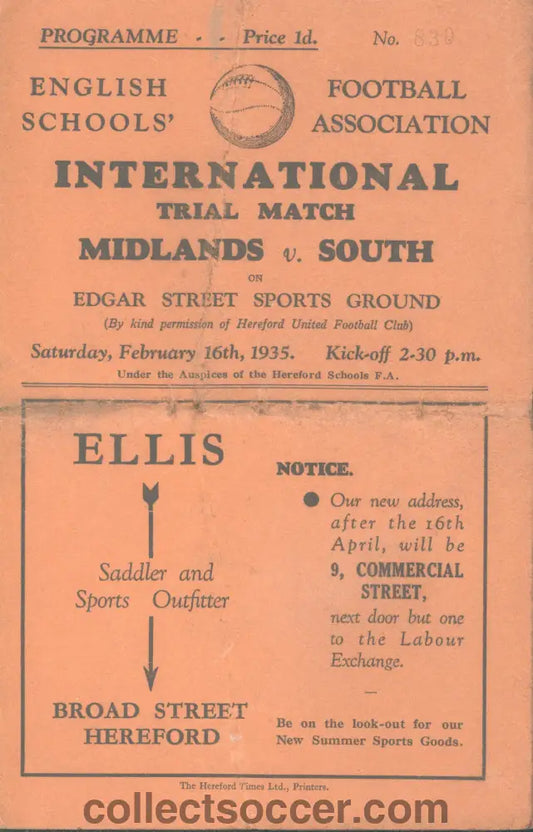 PROGRAMME - - Price 1d. No. 830
ENGLISH SCHOOLS' FOOTBALL ASSOCIATION
INTERNATIONAL
TRIAL MATCH
MIDLANDS v. SOUTH
ON
EDGAR STREET SPORTS GROUND
(By kind permission of Hereford United Football Club)
Saturday, February 16th, 1935. Kick-off 2-30 p.m.
Under the Auspices of the Hereford Schools F.A.
ELLIS
Saddler and
Sports Outfitter
BROAD STREET
HEREFORD
NOTICE.
● Our new address,
after the 16th
April, will be
9, COMMERCIAL
STREET,
next door but one
to the Labour
Exchange.
—
Be on the look-out for our
New Summer Sports Goods.
The Hereford Times Ltd., Printers.
collectsoccer.com